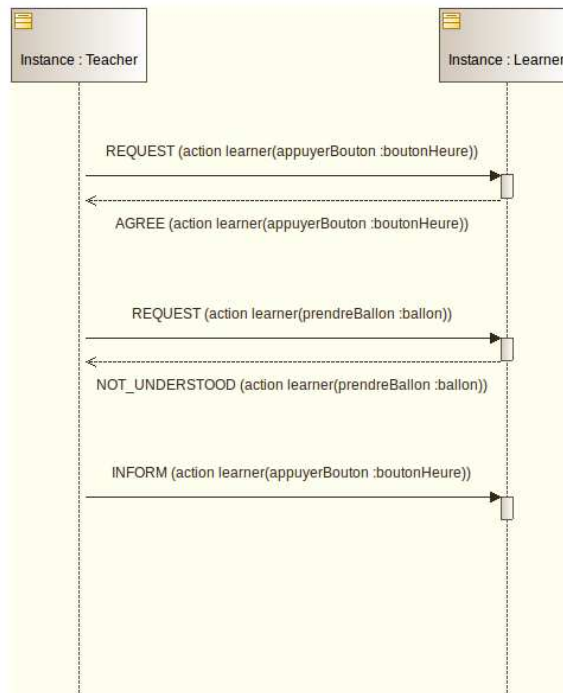 Instance : Teacher
Instance : Learner
REQUEST (action learner(appuyerBouton :boutonHeure))
AGREE (action learner(appuyerBouton :boutonHeure))
REQUEST (action learner(prendreBallon :ballon))
NOT_UNDERSTOOD (action learner(prendreBallon :ballon))
INFORM (action learner(appuyerBouton :boutonHeure))